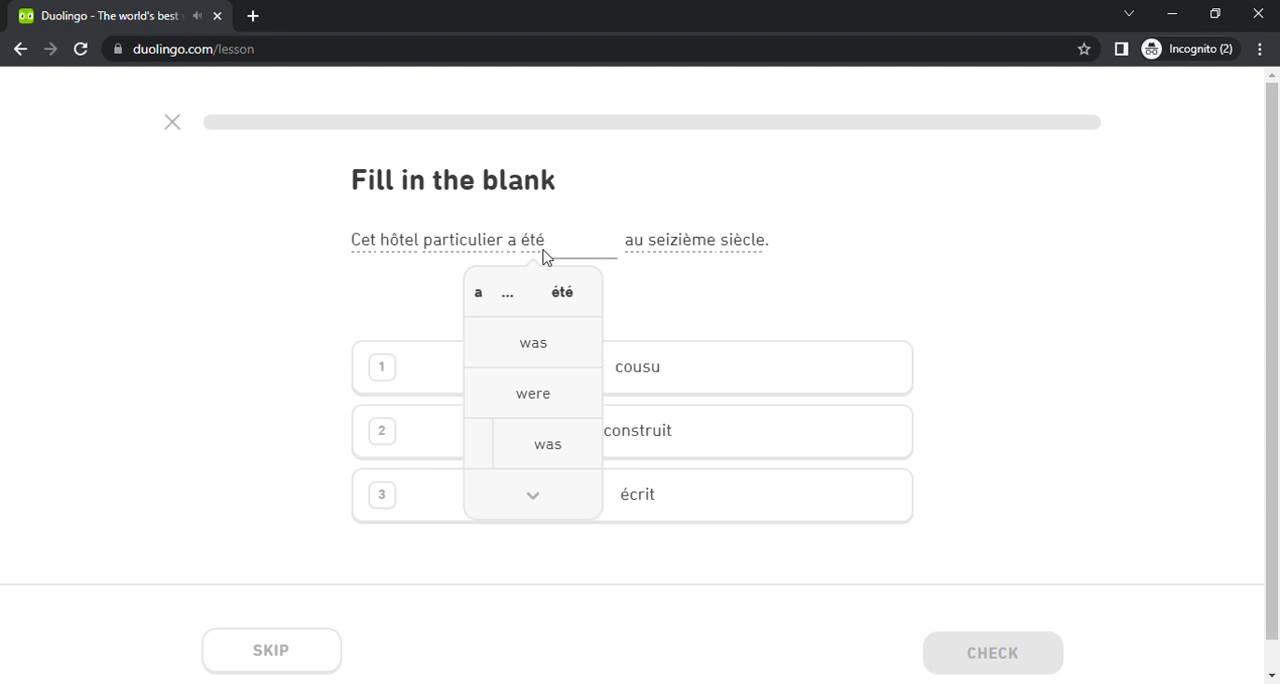 Duolingo - The world's best
duolingo.com/lesson
Incognito (2)
Fill in the blank
Cet hôtel particulier a été ______ au seizième siècle.
a ... été
was
were
was
1 cousu
2 construit
3 écrit
SKIP
CHECK